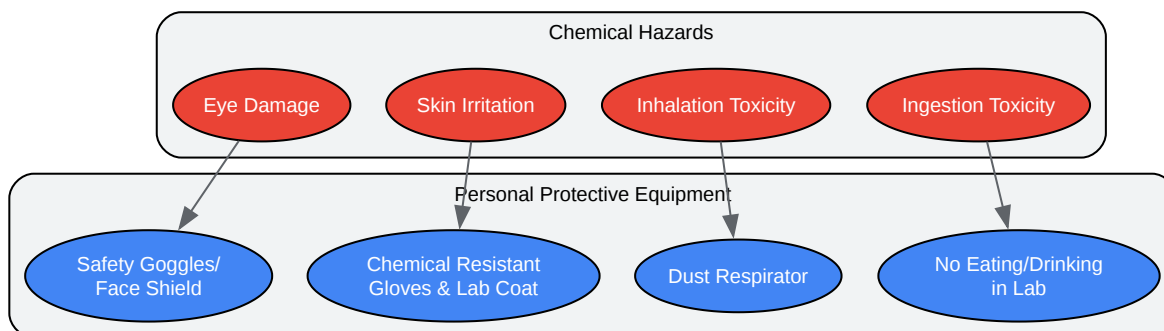 Chemical Hazards
Eye Damage
Skin Irritation
Inhalation Toxicity
Ingestion Toxicity
Personal Protective Equipment
Safety Goggles/
Face Shield
Chemical Resistant
Gloves & Lab Coat
Dust Respirator
No Eating/Drinking
in Lab